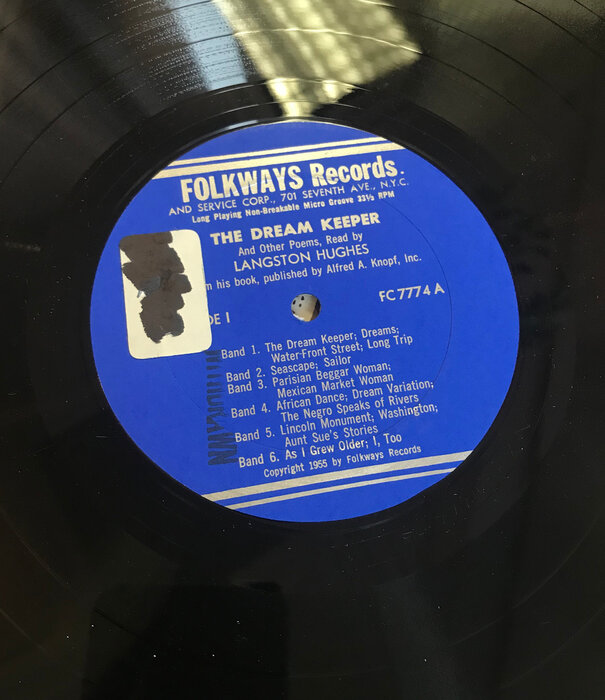 FOLKWAYS Records.
AND SERVICE CORP., 701 SEVENTH AVE., N.Y.C.
Long Playing Non-Breakable Micro Groove 33⅓ RPM
THE DREAM KEEPER
And Other Poems, Read by
LANGSTON HUGHES
his book, published by Alfred A. Knopf, Inc.
FC 7774 A
I
Band 1. The Dream Keeper; Dreams;
Water-Front Street; Long Trip
Band 2. Seascape; Sailor
Band 3. Parisian Beggar Woman;
Mexican Market Woman
Band 4. African Dance; Dream Variation;
The Negro Speaks of Rivers
Band 5. Lincoln Monument; Washington;
Aunt Sue's Stories
Band 6. As I Grew Older; I, Too
Copyright 1955 by Folkways Records